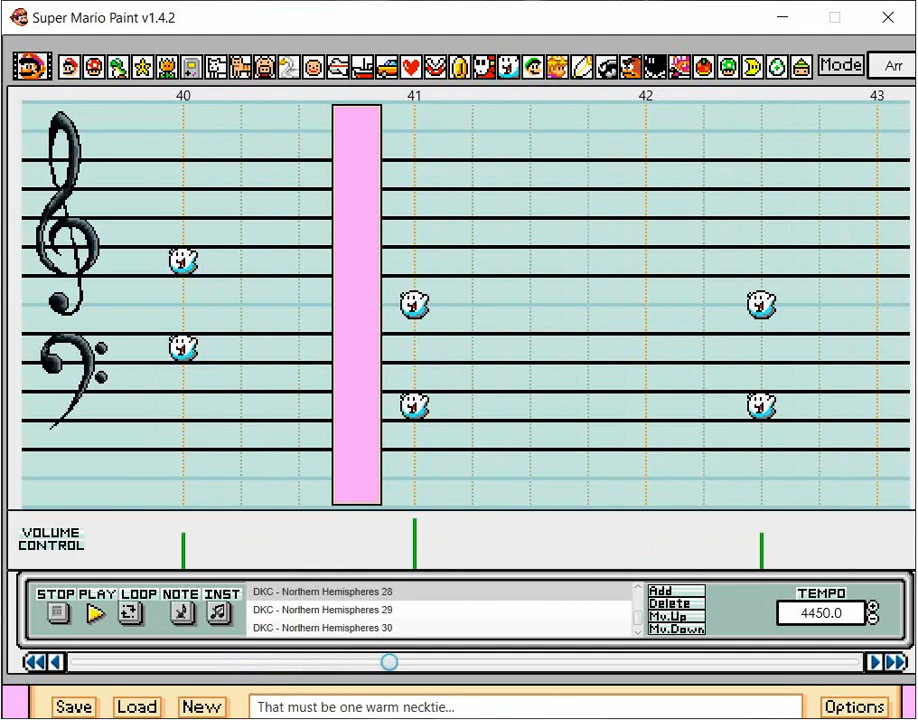 Super Mario Paint v1.4.2
Mode
Arr
40 41 42 43
VOLUME
CONTROL
STOP PLAY LOOP NOTE INST
DKC - Northern Hemispheres 28
DKC - Northern Hemispheres 29
DKC - Northern Hemispheres 30
Add
Delete
Mv.Up
Mv.Down
TEMPO
4450.0
Save Load New
That must be one warm necktie...
Options